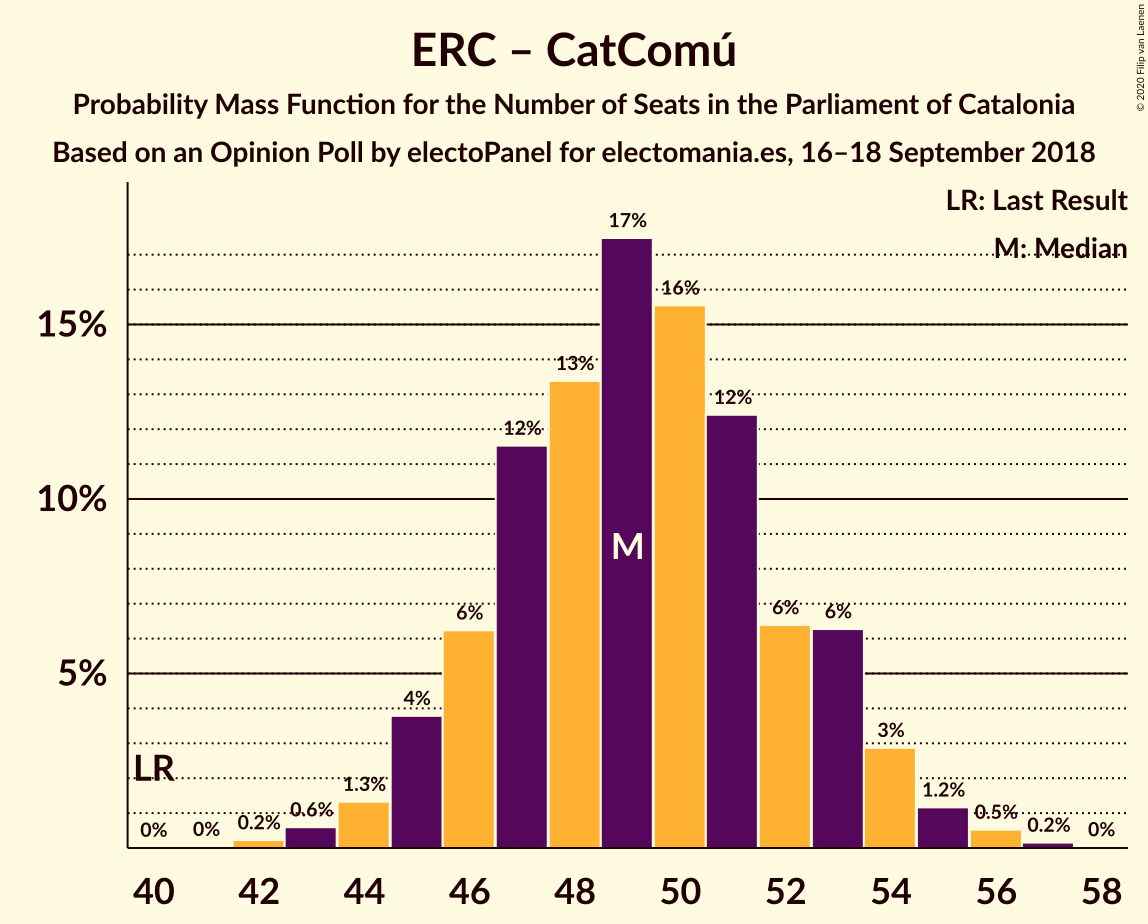 ERC – CatComú
Probability Mass Function for the Number of Seats in the Parliament of Catalonia
Based on an Opinion Poll by electoPanel for electomania.es, 16–18 September 2018
© 2020 Filip van Laenen
LR: Last Result
M: Median
17%
16%
15%
13%
12%
12%
10%
M
6%
6%
6%
5%
4%
3%
LR
1.3%
1.2%
0.6%
0.5%
0.2%
0.2%
0%
0%
0%
40 42 44 46 48 50 52 54 56 58